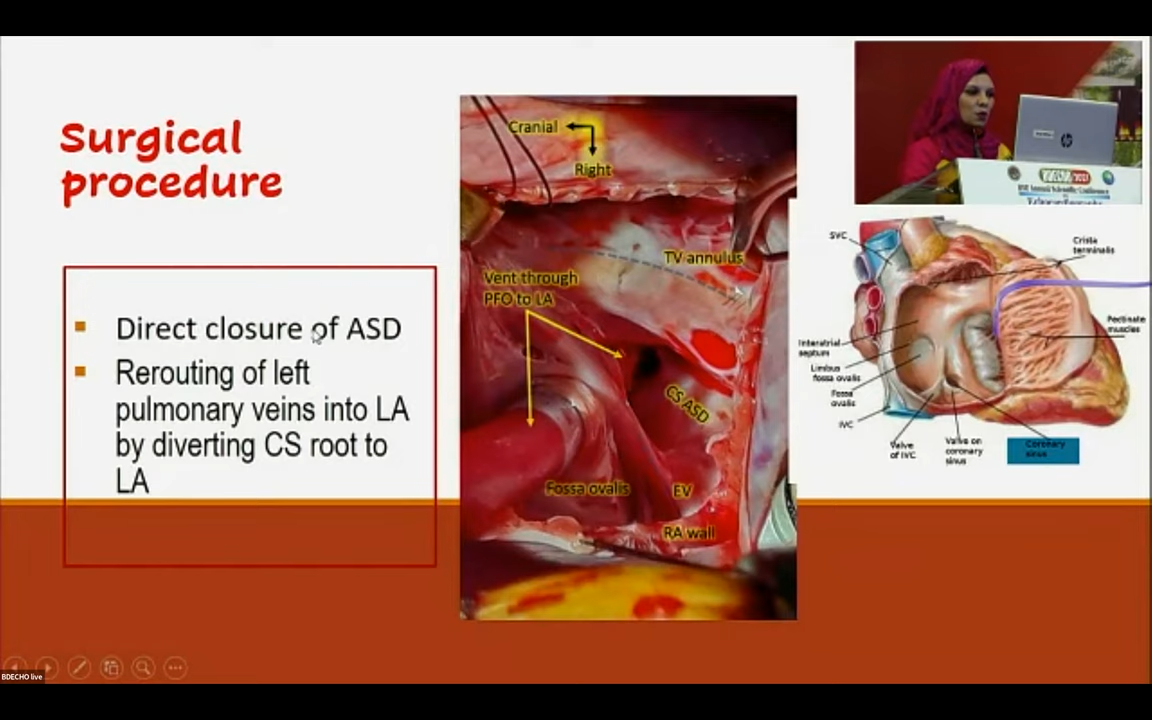 Surgical
procedure
Direct closure of ASD
Rerouting of left
pulmonary veins into LA
by diverting CS root to
LA
Cranial
Right
TV annulus
Vent through
PFO to LA
CS ASD
Fossa ovalis
EV
RA wall
hp
SVC
Crista
terminalis
Pectinate
muscles
Interatrial
septum
Limbus
fossa ovalis
Fossa
ovalis
IVC
Valve
of IVC
Valve on
coronary
sinus
Coronary
sinus
BDECHO live